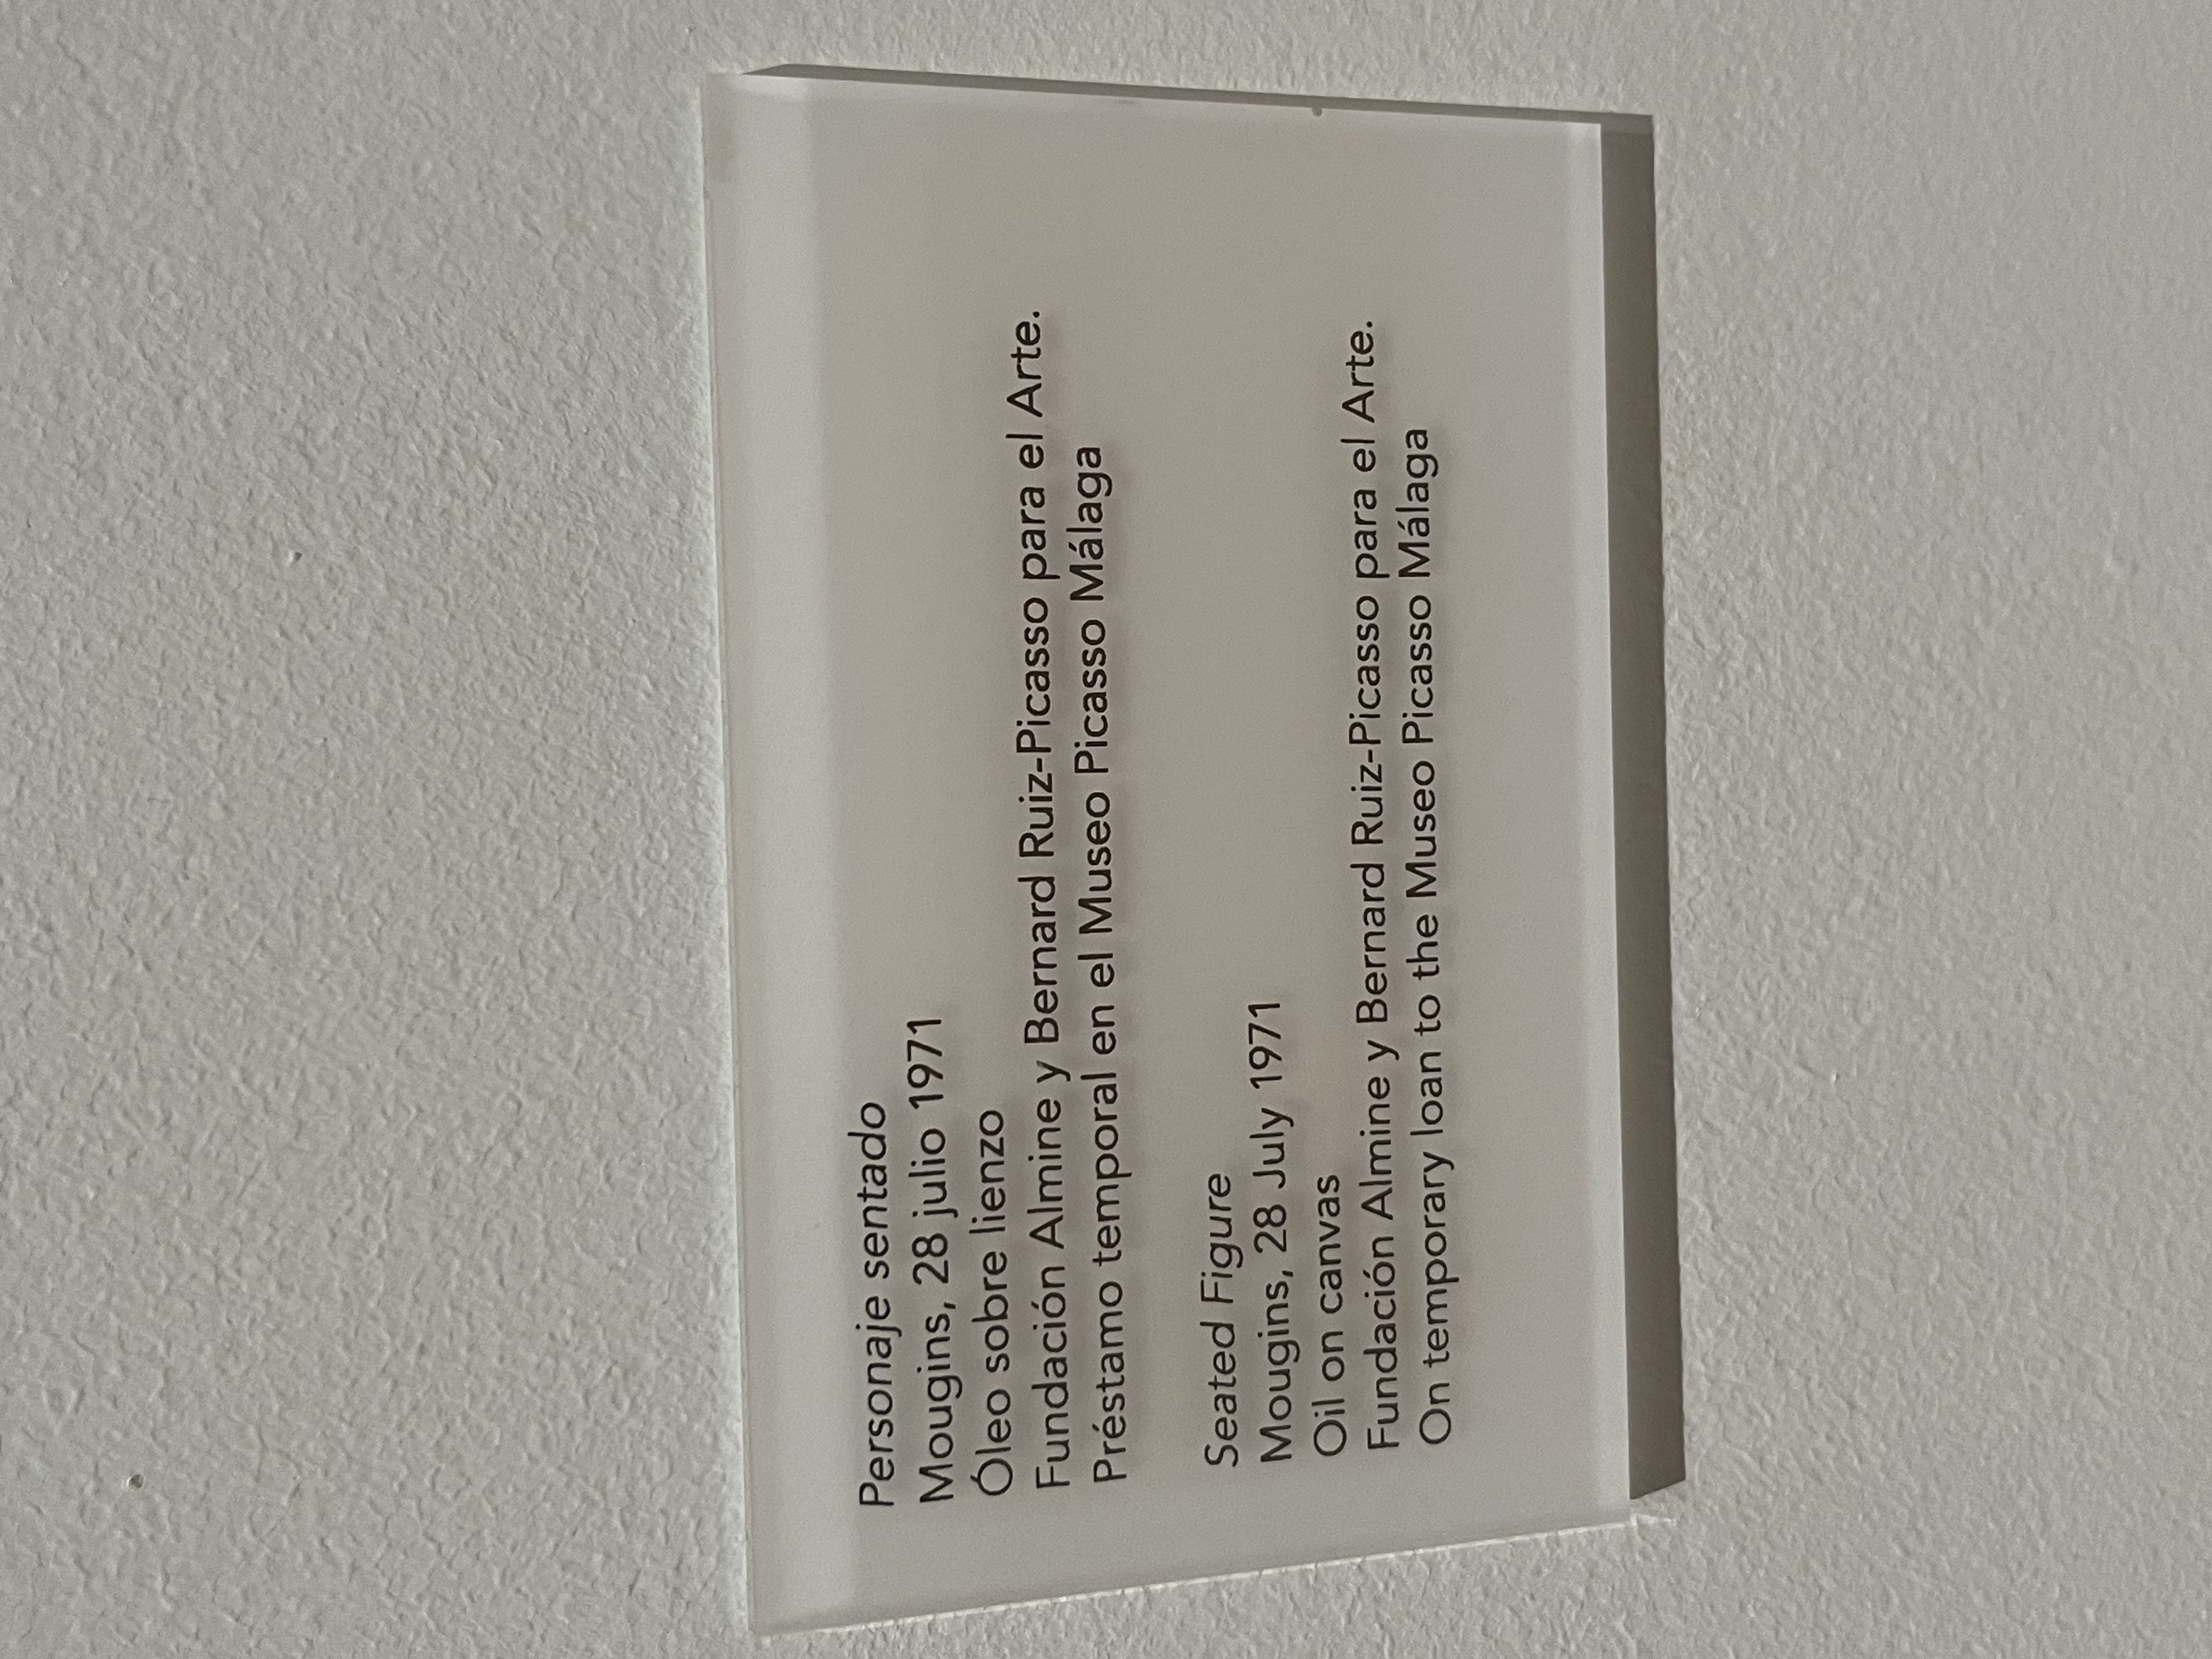 Personaje sentado
Mougins, 28 julio 1971
Óleo sobre lienzo
Fundación Almine y Bernard Ruiz-Picasso para el Arte.
Préstamo temporal en el Museo Picasso Málaga
Seated Figure
Mougins, 28 July 1971
Oil on canvas
Fundación Almine y Bernard Ruiz-Picasso para el Arte.
On temporary loan to the Museo Picasso Málaga